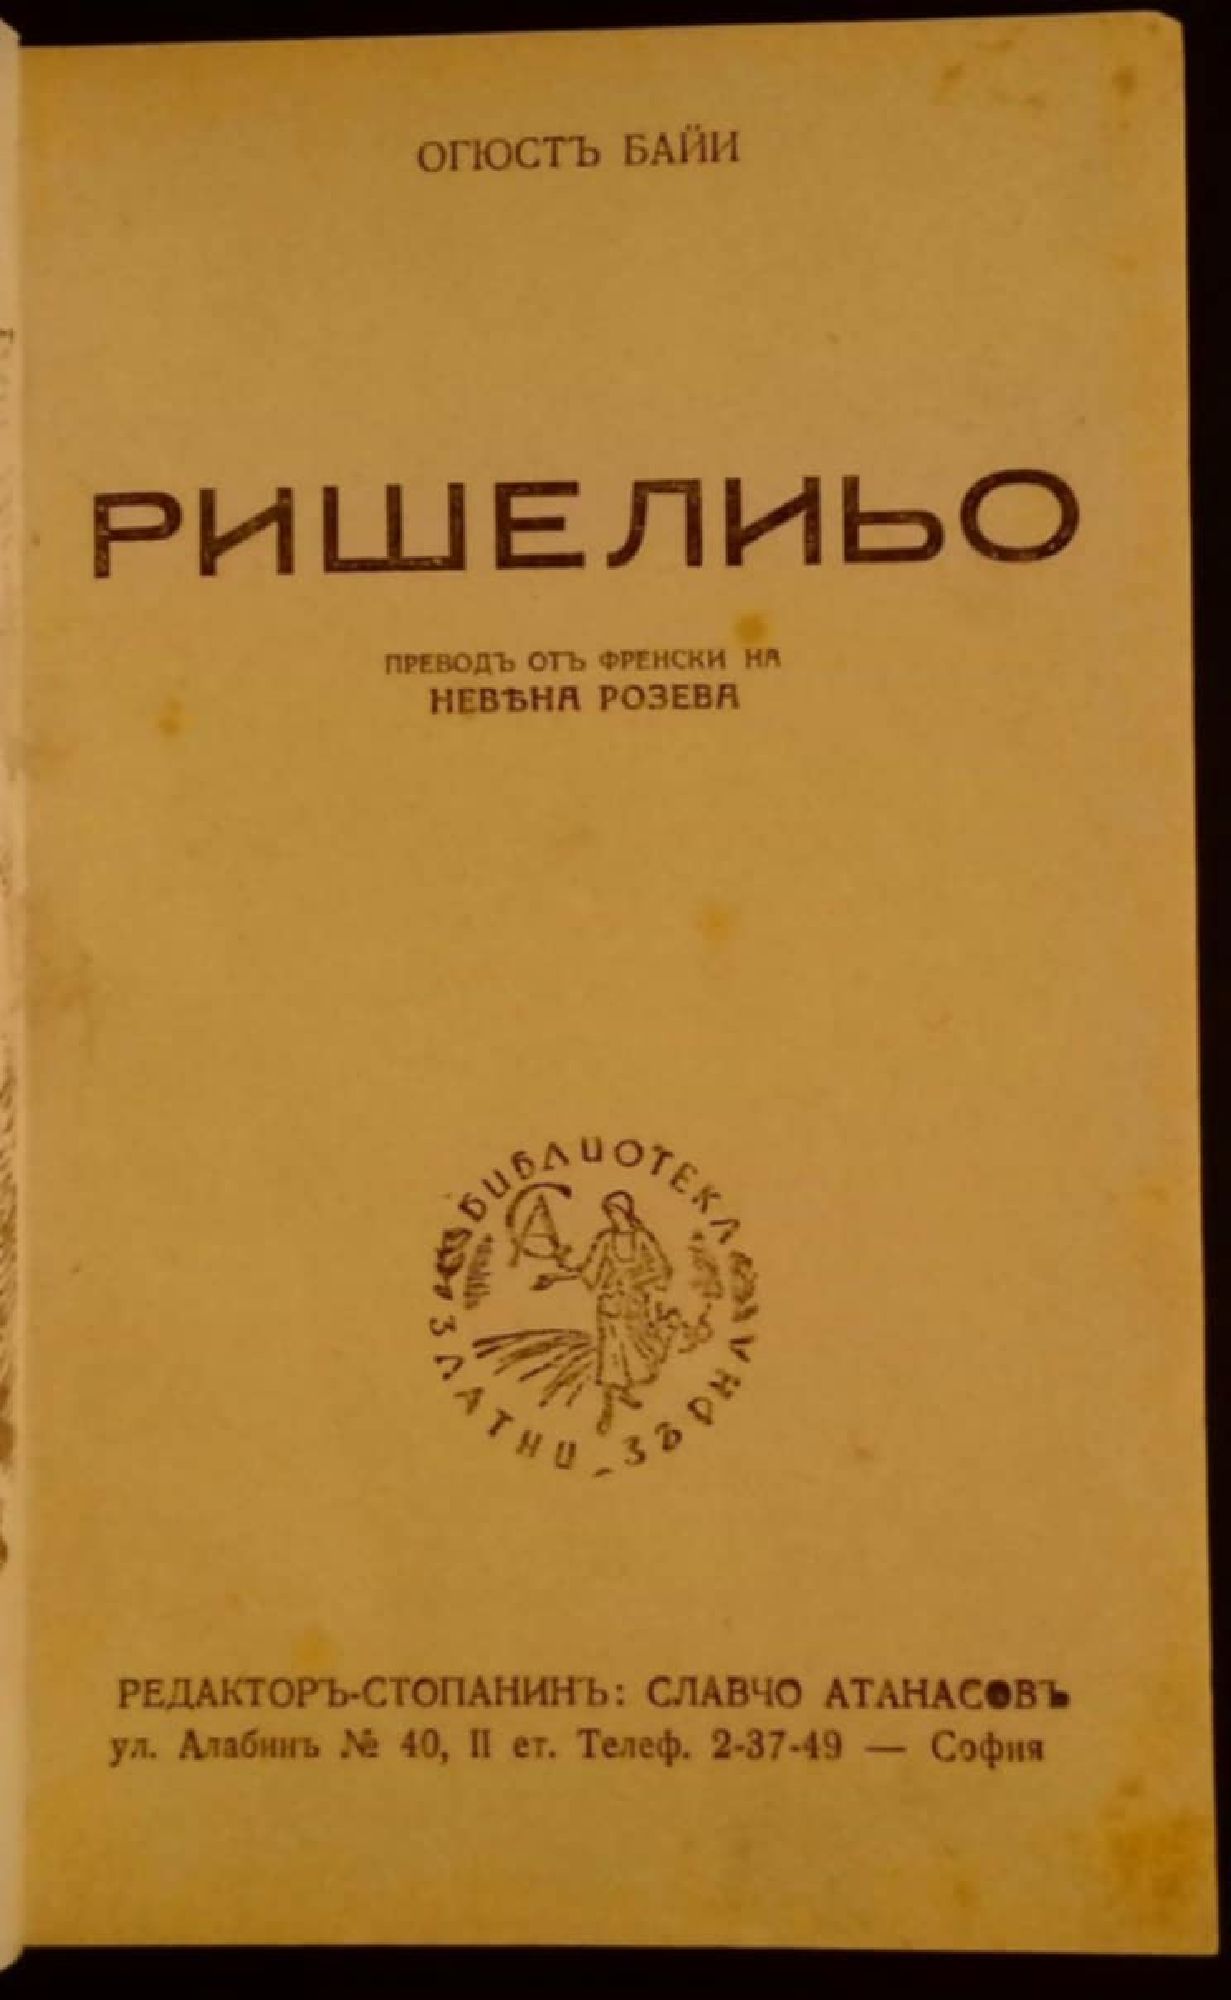 ОГЮСТЪ БАЙИ
РИШЕЛИЬО
ПРЕВОДЪ ОТЪ ФРЕНСКИ НА
НЕВѢНА РОЗЕВА
БИБЛИОТЕКА
ЗЛАТНИ ЗЪРНА
РЕДАКТОРЪ-СТОПАНИНЪ: СЛАВЧО АТАНАСОВЪ
ул. Алабинъ № 40, II ет. Телеф. 2-37-49 — София